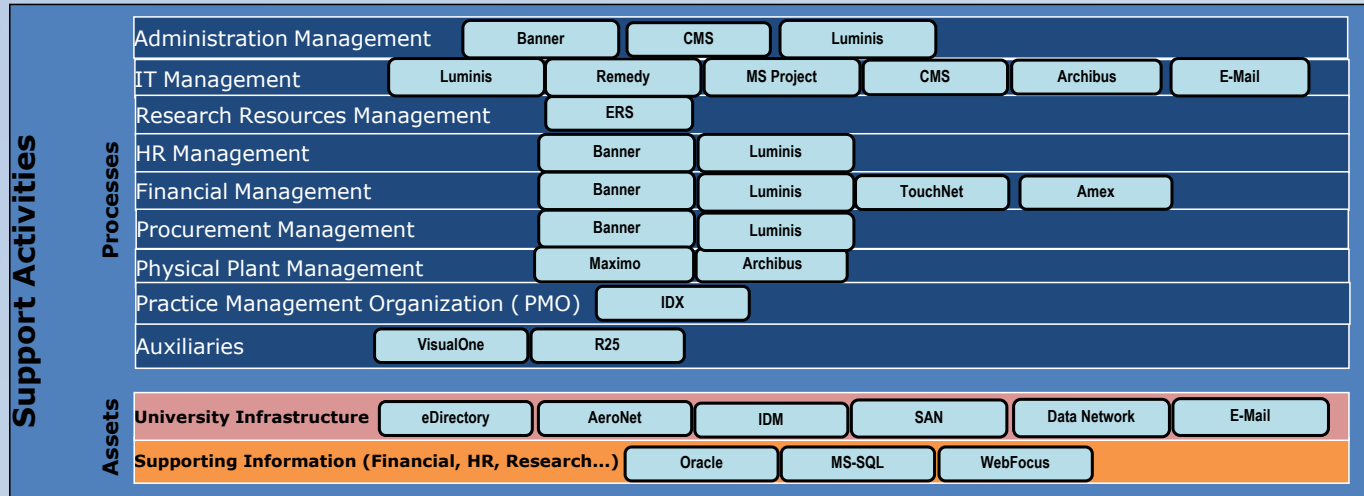 Support Activities
Processes
Administration Management Banner CMS Luminis
IT Management Luminis Remedy MS Project CMS Archibus E-Mail
Research Resources Management ERS
HR Management Banner Luminis
Financial Management Banner Luminis TouchNet Amex
Procurement Management Banner Luminis
Physical Plant Management Maximo Archibus
Practice Management Organization ( PMO) IDX
Auxiliaries VisualOne R25
Assets
University Infrastructure eDirectory AeroNet IDM SAN Data Network E-Mail
Supporting Information (Financial, HR, Research...) Oracle MS-SQL WebFocus